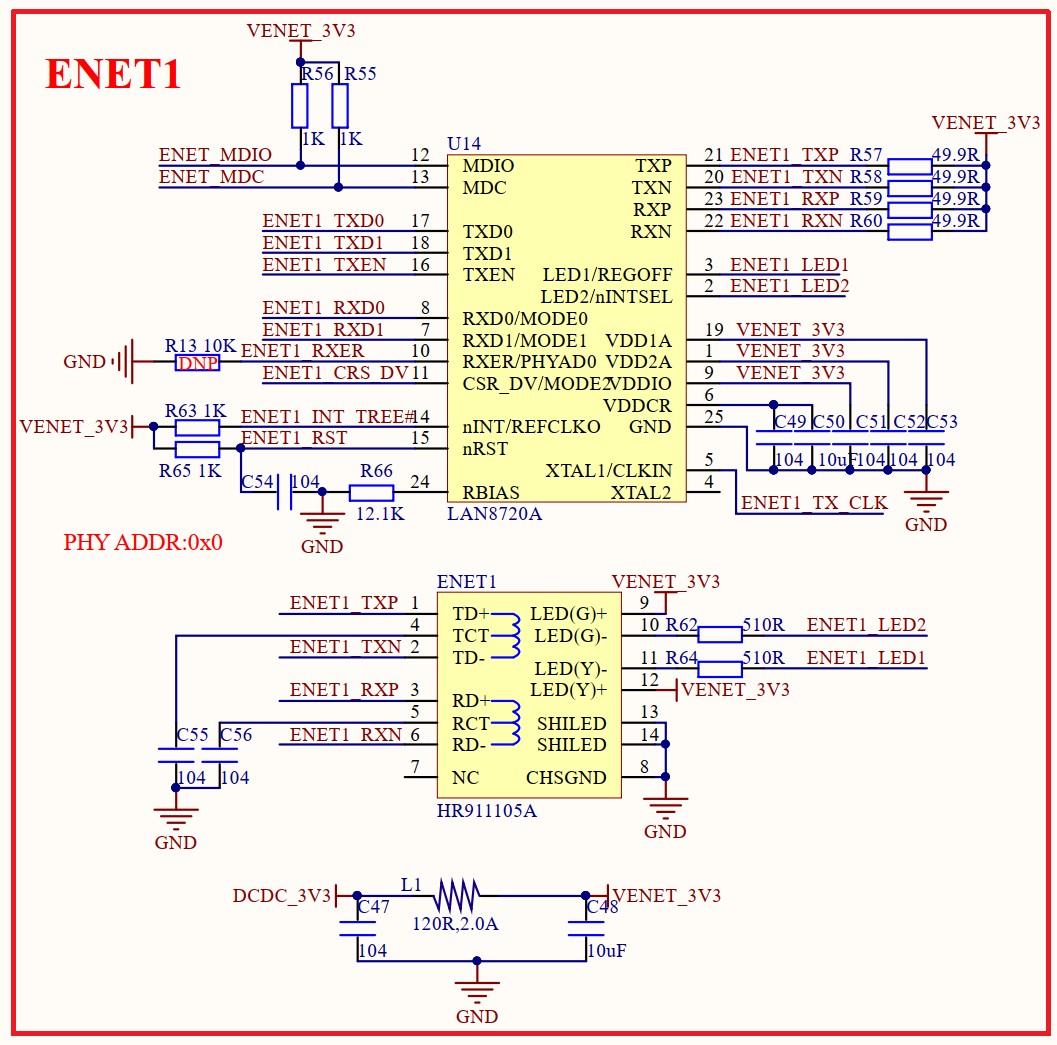 VENET_3V3
ENET1
R56 R55
1K 1K
U14
VENET_3V3
ENET_MDIO 12 MDIO TXP 21 ENET1_TXP R57 49.9R
ENET_MDC 13 MDC TXN 20 ENET1_TXN R58 49.9R
RXP 23 ENET1_RXP R59 49.9R
ENET1_TXD0 17 TXD0 RXN 22 ENET1_RXN R60 49.9R
ENET1_TXD1 18 TXD1
ENET1_TXEN 16 TXEN LED1/REGOFF 3 ENET1_LED1
LED2/nINTSEL 2 ENET1_LED2
ENET1_RXD0 8 RXD0/MODE0
ENET1_RXD1 7 RXD1/MODE1 VDD1A 19 VENET_3V3
GND R13 10K DNP ENET1_RXER 10 RXER/PHYAD0 VDD2A 1 VENET_3V3
ENET1_CRS_DV 11 CSR_DV/MODE2 VDDIO 9 VENET_3V3
VDDCR 6
VENET_3V3 R63 1K ENET1_INT_TREE# 14 nINT/REFCLKO GND 25 C49 C50 C51 C52 C53
R65 1K ENET1_RST 15 nRST 104 10uF 104 104 104
XTAL1/CLKIN 5
C54 104 R66 24 RBIAS XTAL2 4
12.1K LAN8720A ENET1_TX_CLK
GND GND
PHY ADDR:0x0
ENET1 VENET_3V3
ENET1_TXP 1 TD+ LED(G)+ 9
4 TCT LED(G)- 10 R62 510R ENET1_LED2
ENET1_TXN 2 TD- LED(Y)- 11 R64 510R ENET1_LED1
ENET1_RXP 3 RD+ LED(Y)+ 12 VENET_3V3
5 RCT SHILED 13
C55 C56 ENET1_RXN 6 RD- SHILED 14
104 104 7 NC CHSGND 8
HR911105A
GND GND
DCDC_3V3 L1 VENET_3V3
C47 120R,2.0A C48
104 10uF
GND